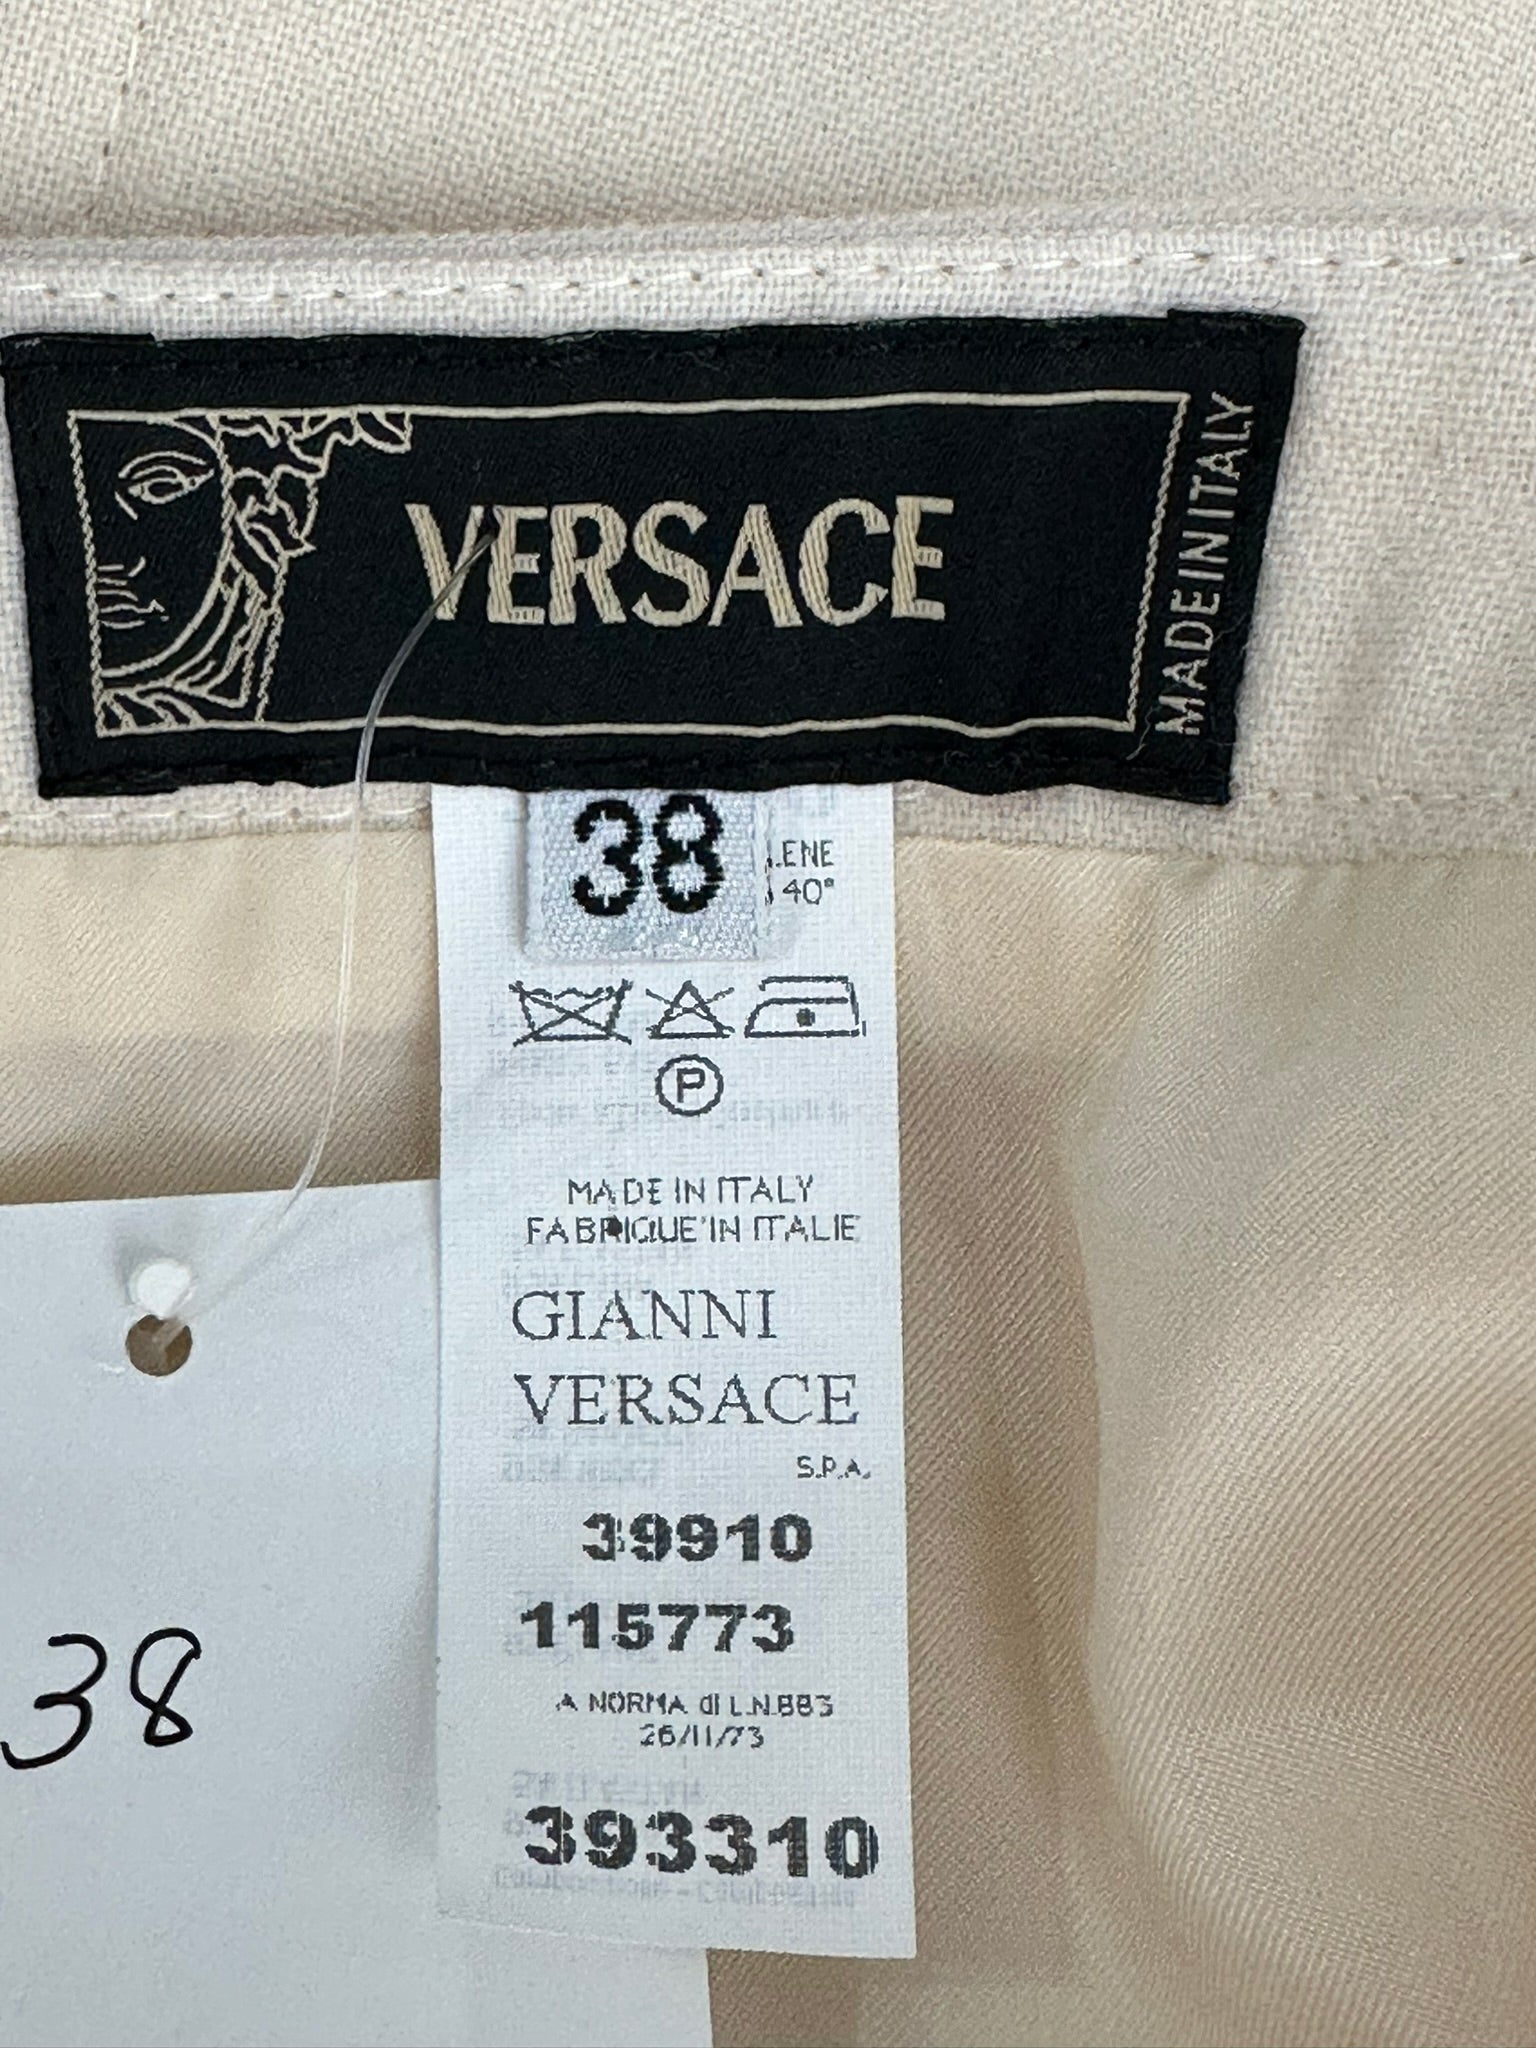 VERSACE
MADE IN ITALY
38
40°
P
MADE IN ITALY
FABRIQUE' IN ITALIE
GIANNI
VERSACE
S.P.A.
39910
115773
A NORMA di L.N.883
26/11/73
393310
38